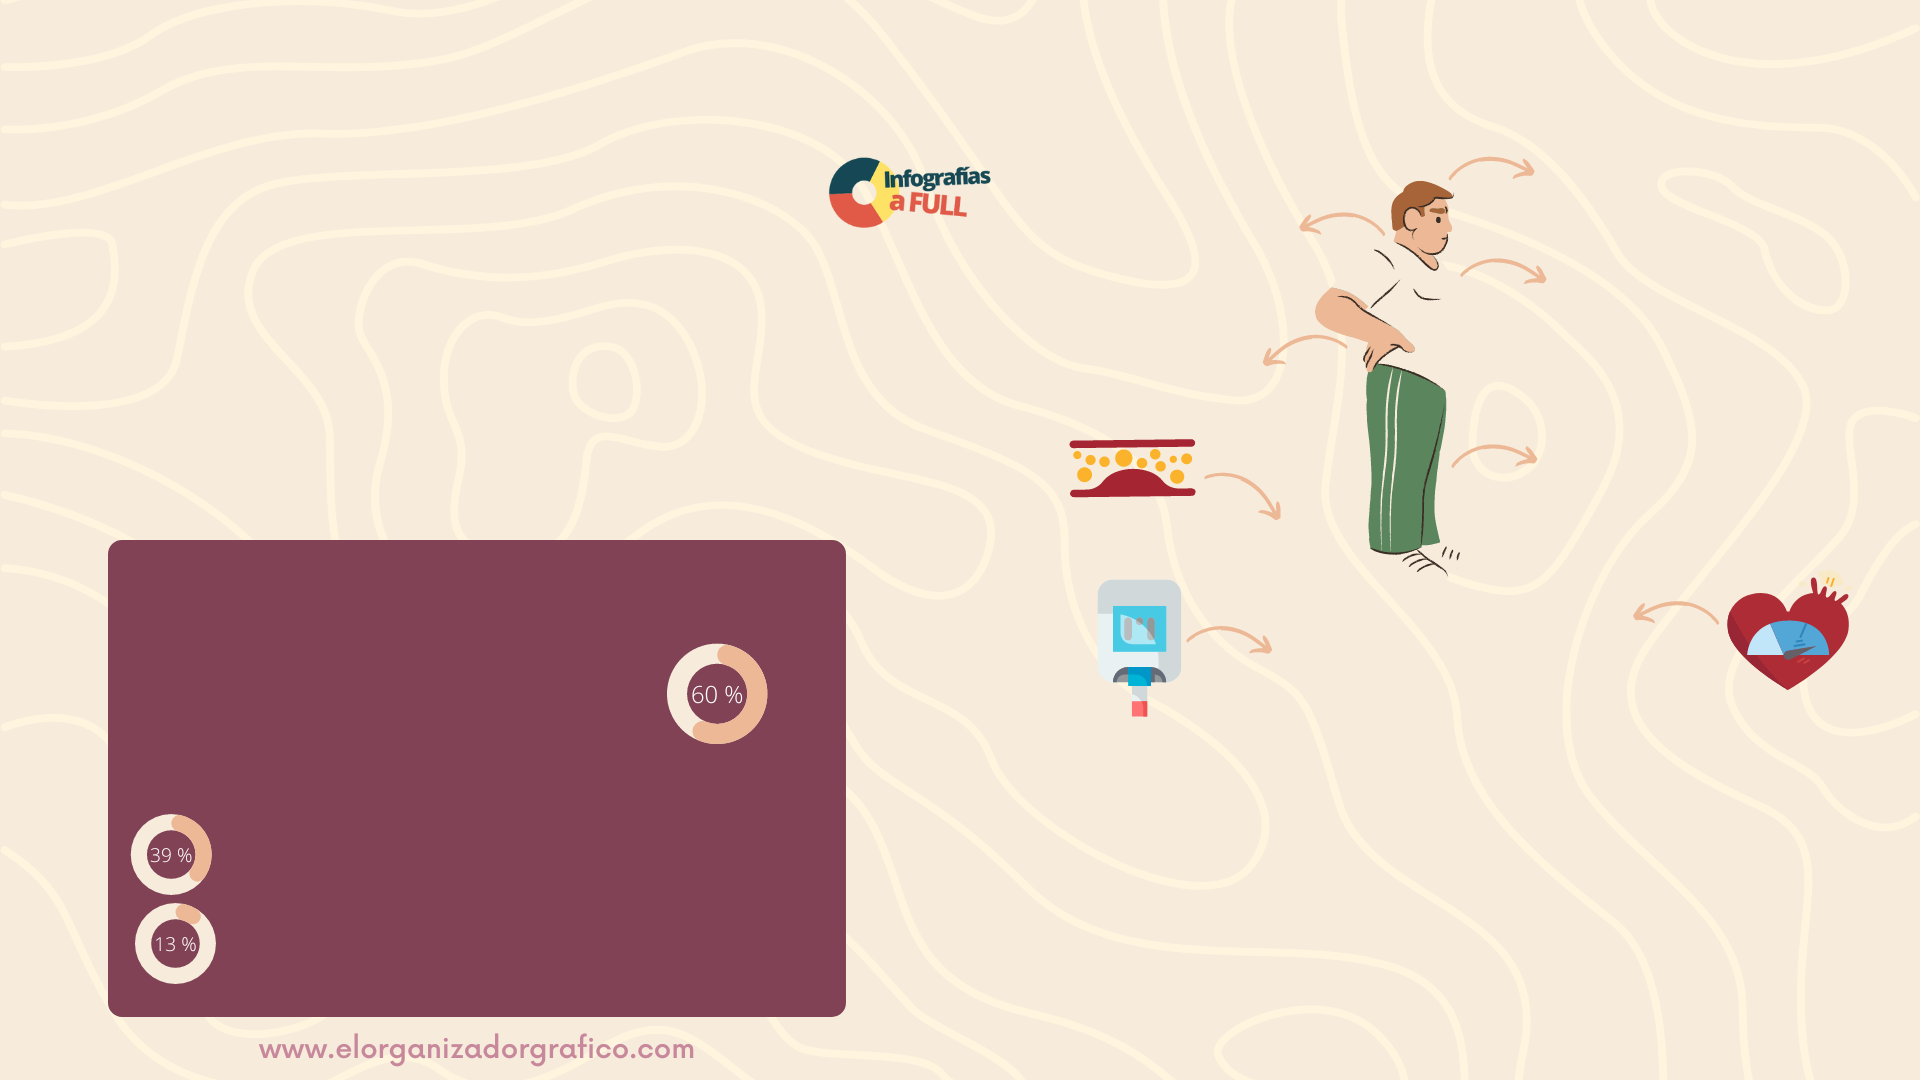 Infografías
a FULL
60 %
39 %
13 %
www.elorganizadorgrafico.com